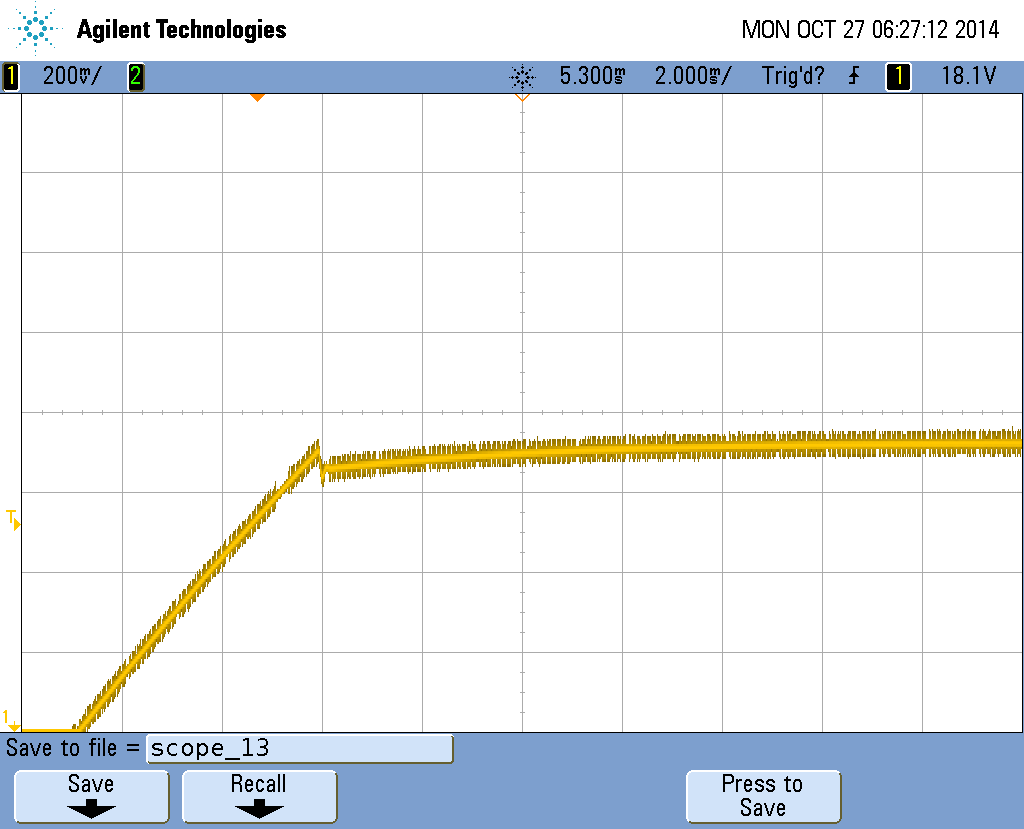 Agilent Technologies
MON OCT 27 06:27:12 2014
1 200mV/ 2 5.300ms 2.000ms/ Trig'd? 1 18.1V
T
1
Save to file = scope_13
Save Recall Press to
Save